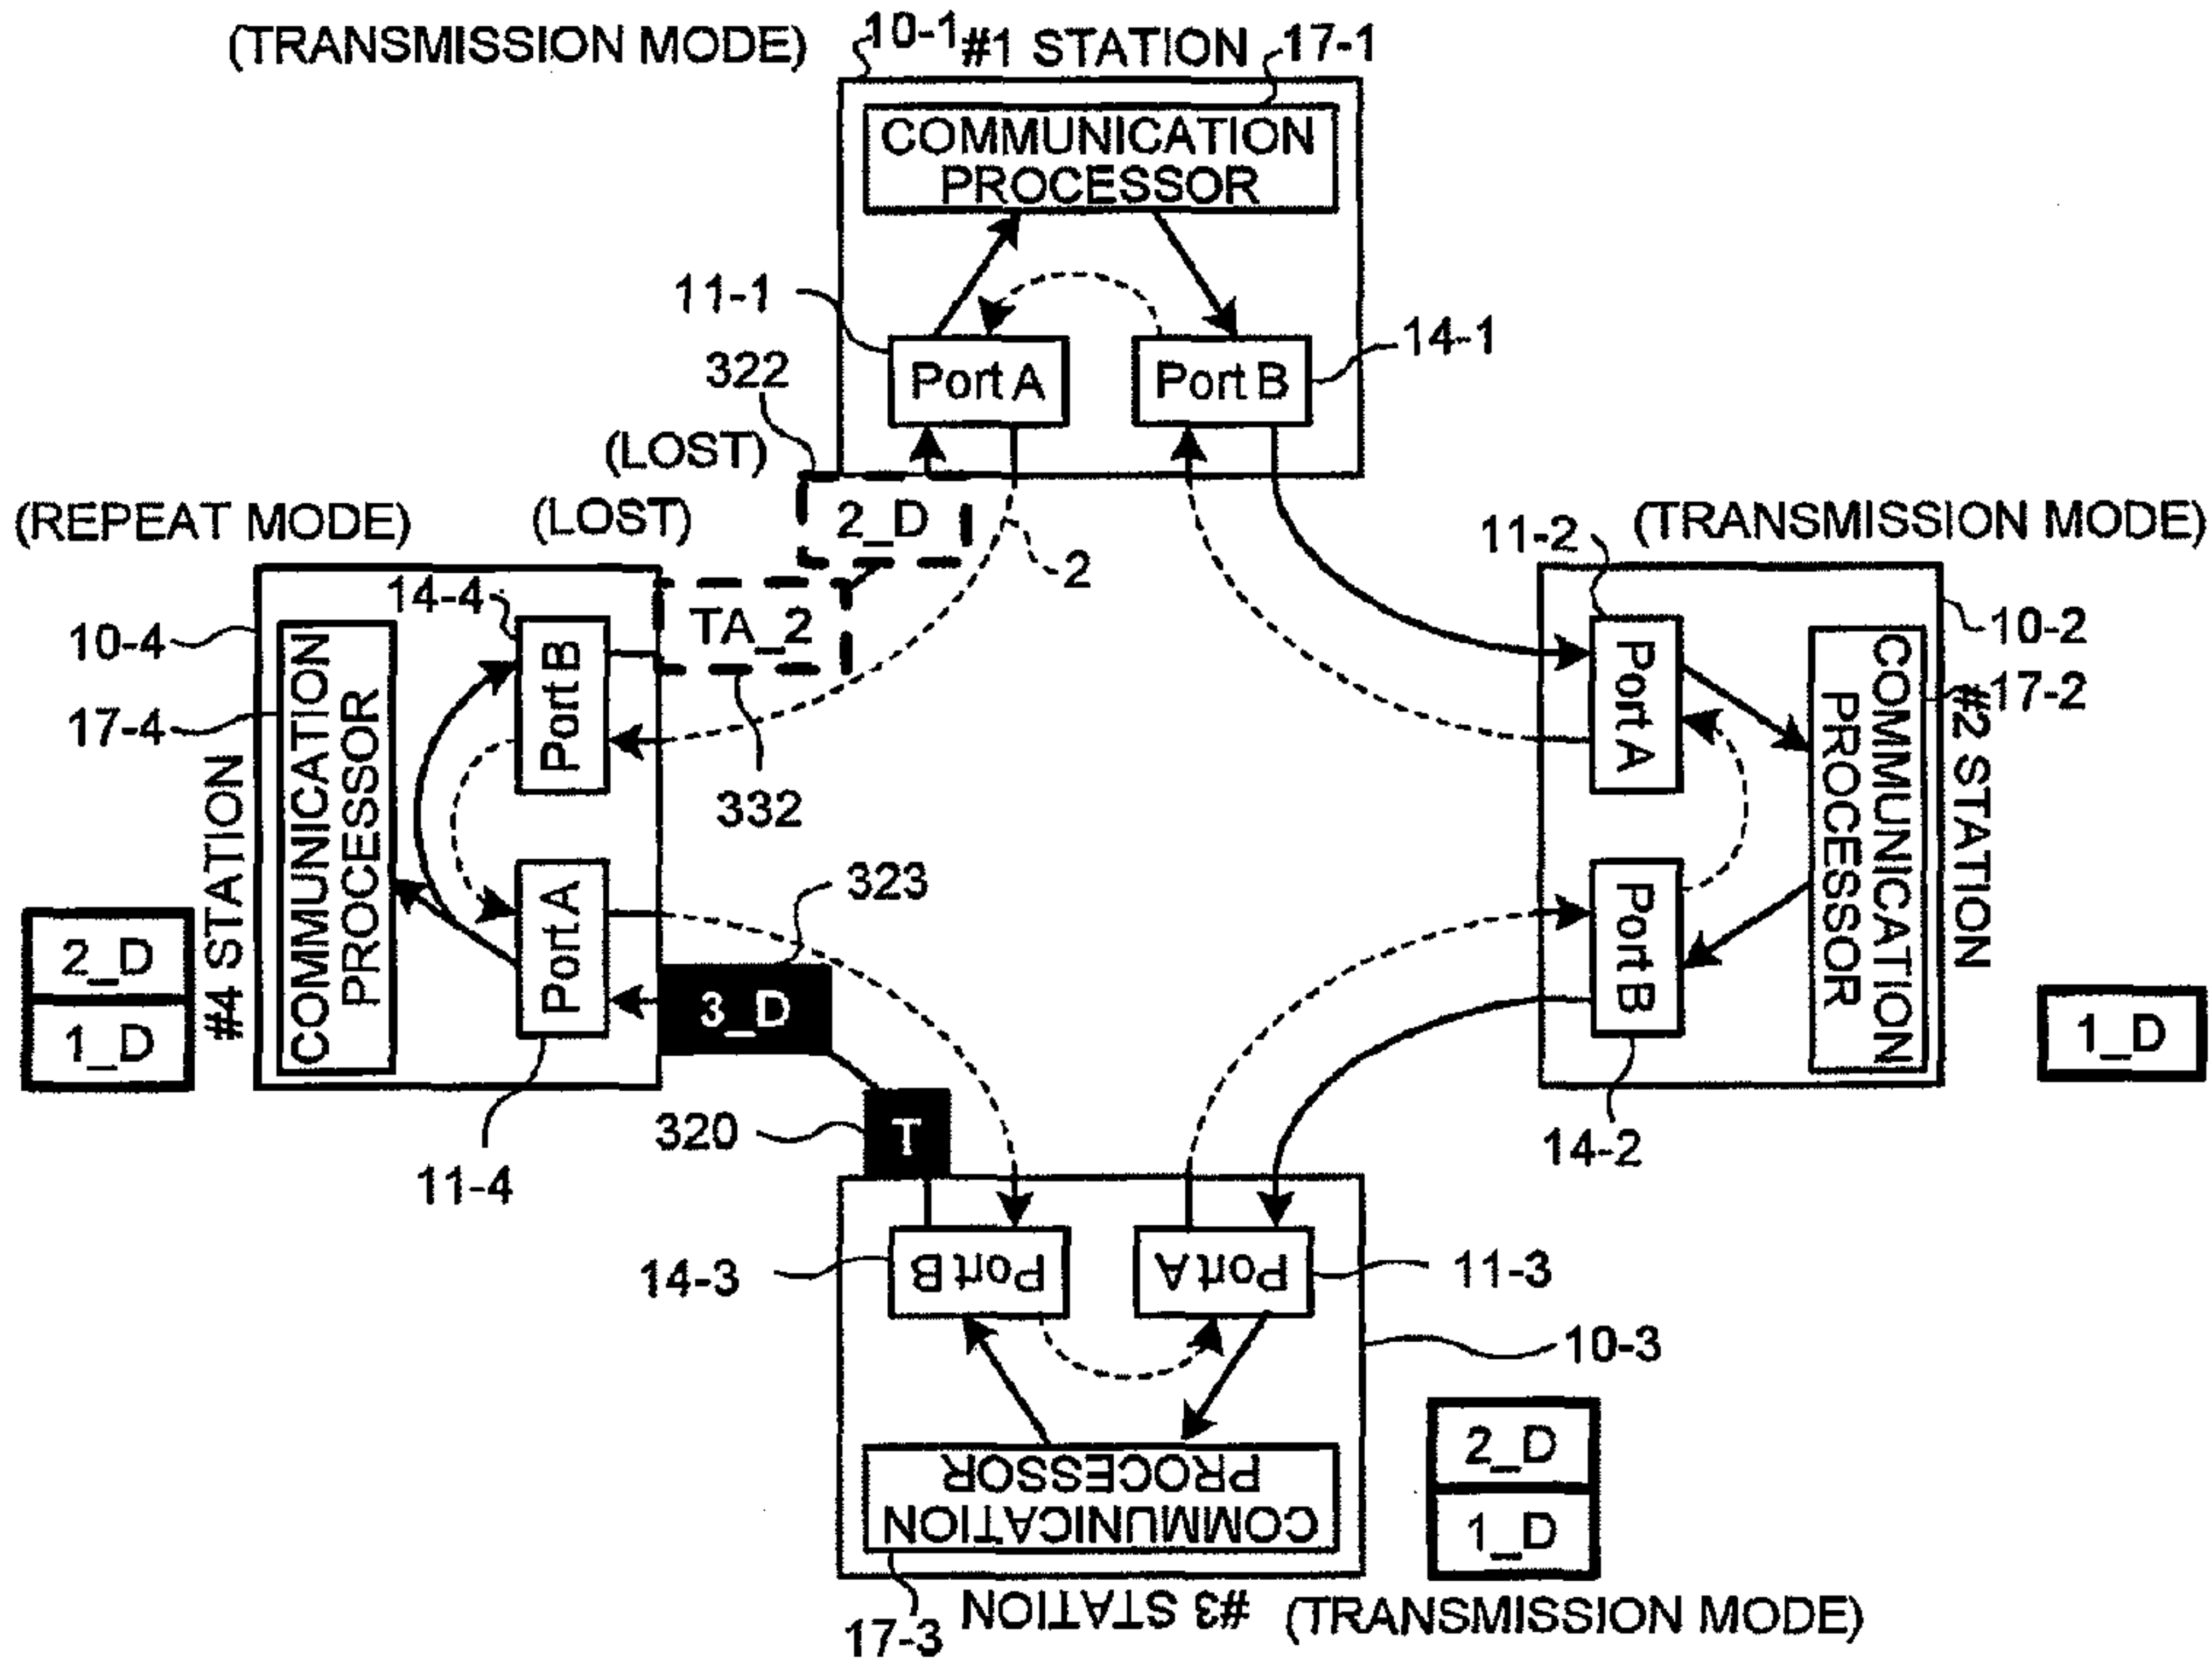 (TRANSMISSION MODE)
10-1
#1 STATION
17-1
COMMUNICATION
PROCESSOR
11-1
Port A
Port B
14-1
322
(LOST)
2_D
2
(REPEAT MODE)
(LOST)
TA_2
332
10-4
14-4
17-4
COMMUNICATION
PROCESSOR
Port B
Port A
#4 STATION
2_D
1_D
11-4
323
3_D
320
T
11-2
(TRANSMISSION MODE)
10-2
17-2
Port A
Port B
COMMUNICATION
PROCESSOR
#2 STATION
1_D
14-2
14-3
Port B
Port A
11-3
10-3
COMMUNICATION
PROCESSOR
17-3
#3 STATION
2_D
1_D
(TRANSMISSION MODE)